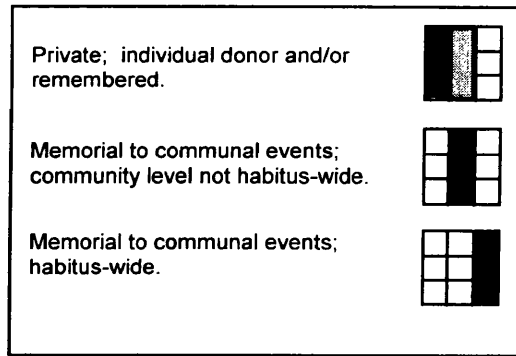 Private; individual donor and/or
remembered.
Memorial to communal events;
community level not habitus-wide.
Memorial to communal events;
habitus-wide.